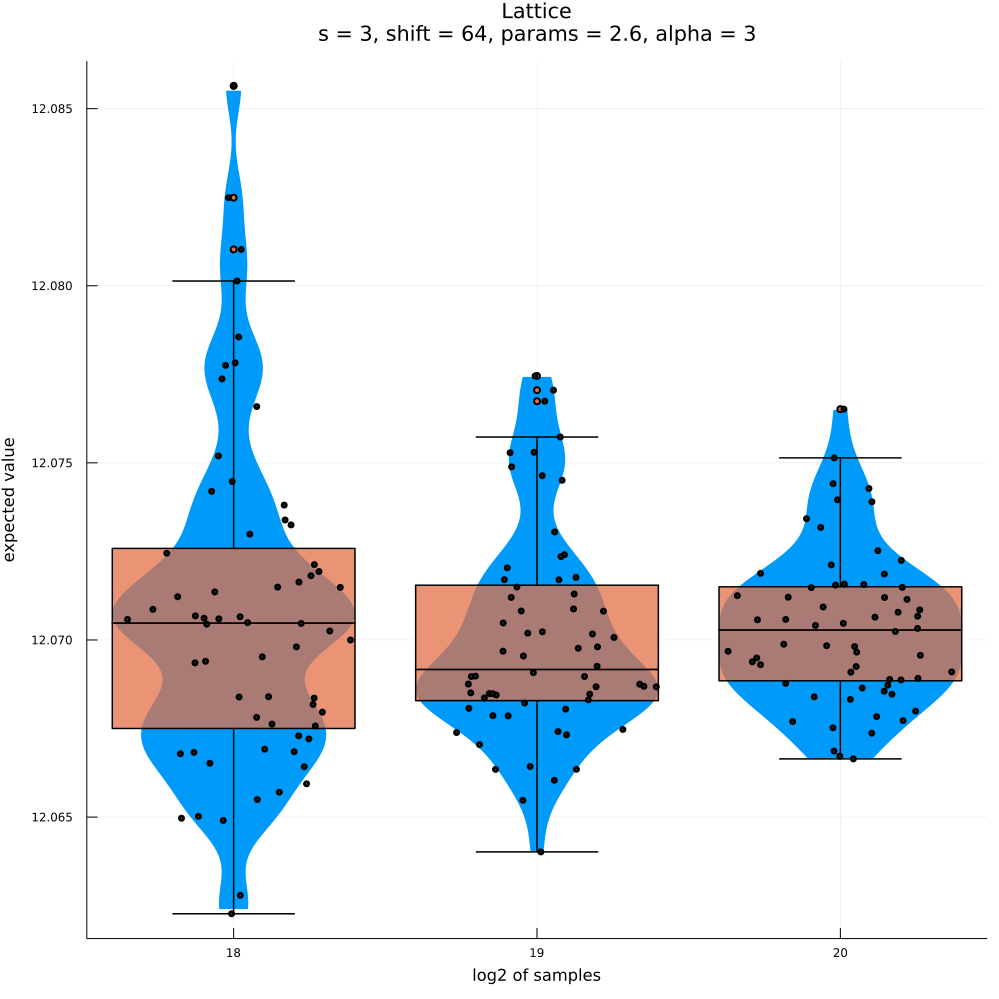 Lattice
s = 3, shift = 64, params = 2.6, alpha = 3
12.085
12.080
12.075
12.070
12.065
expected value
18
19
20
log2 of samples